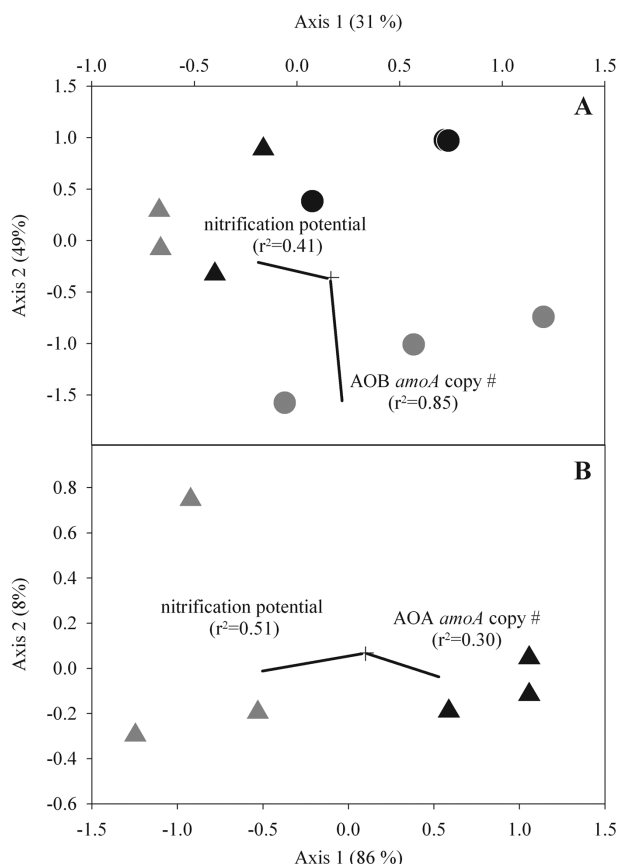 Axis 1 (31 %)
-1.0 -0.5 0.0 0.5 1.0 1.5
1.5
A
1.0
0.5
nitrification potential
0.0
(r²=0.41)
Axis 2 (49%)
-0.5
-1.0
AOB amoA copy #
-1.5
(r²=0.85)
B
0.8
0.6
0.4
nitrification potential
AOA amoA copy #
0.2
(r²=0.51)
(r²=0.30)
Axis 2 (8%)
0.0
-0.2
-0.4
-0.6
-1.5 -1.0 -0.5 0.0 0.5 1.0 1.5
Axis 1 (86 %)